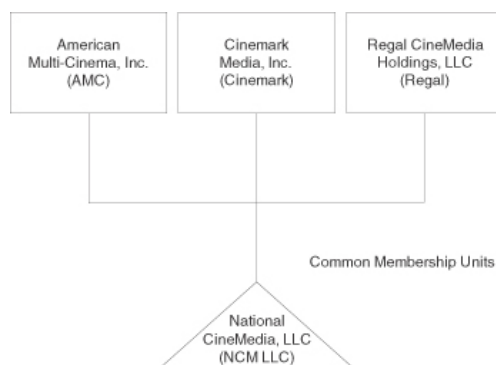 American
Multi-Cinema, Inc.
(AMC)
Cinemark
Media, Inc.
(Cinemark)
Regal CineMedia
Holdings, LLC
(Regal)
Common Membership Units
National
CineMedia, LLC
(NCM LLC)